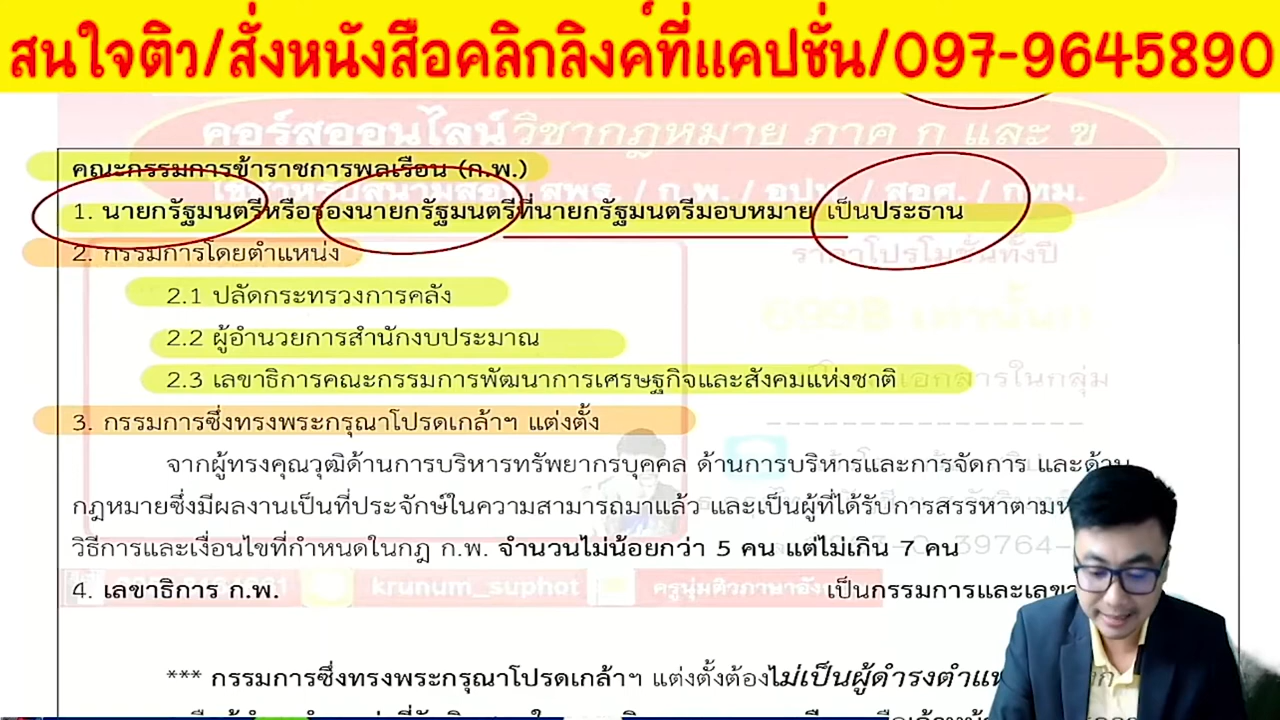 สนใจติว/สั่งหนังสือคลิกลิงค์ที่แคปชั่น/097-9645890
คอร์สออนไลน์วิชากฎหมาย ภาค ก และ ข
สพฐ. / ก.พ. / อปท. / สอศ. / กทม.
คณะกรรมการข้าราชการพลเรือน (ก.พ.)
1. นายกรัฐมนตรีหรือรองนายกรัฐมนตรีที่นายกรัฐมนตรีมอบหมาย เป็นประธาน
2. กรรมการโดยตำแหน่ง
ราคาโปรโมชั่นทั้งปี
2.1 ปลัดกระทรวงการคลัง
2.2 ผู้อำนวยการสำนักงบประมาณ
2.3 เลขาธิการคณะกรรมการพัฒนาการเศรษฐกิจและสังคมแห่งชาติ
3. กรรมการซึ่งทรงพระกรุณาโปรดเกล้าฯ แต่งตั้ง
จากผู้ทรงคุณวุฒิด้านการบริหารทรัพยากรบุคคล ด้านการบริหารและการจัดการ และด้าน
กฎหมายซึ่งมีผลงานเป็นที่ประจักษ์ในความสามารถมาแล้ว และเป็นผู้ที่ได้รับการสรรหาตาม
วิธีการและเงื่อนไขที่กำหนดในกฎ ก.พ. จำนวนไม่น้อยกว่า 5 คน แต่ไม่เกิน 7 คน
4. เลขาธิการ ก.พ. เป็นกรรมการและเลขา
krunum_suphot
*** กรรมการซึ่งทรงพระกรุณาโปรดเกล้าฯ แต่งตั้งต้องไม่เป็นผู้ดำรงตำแห